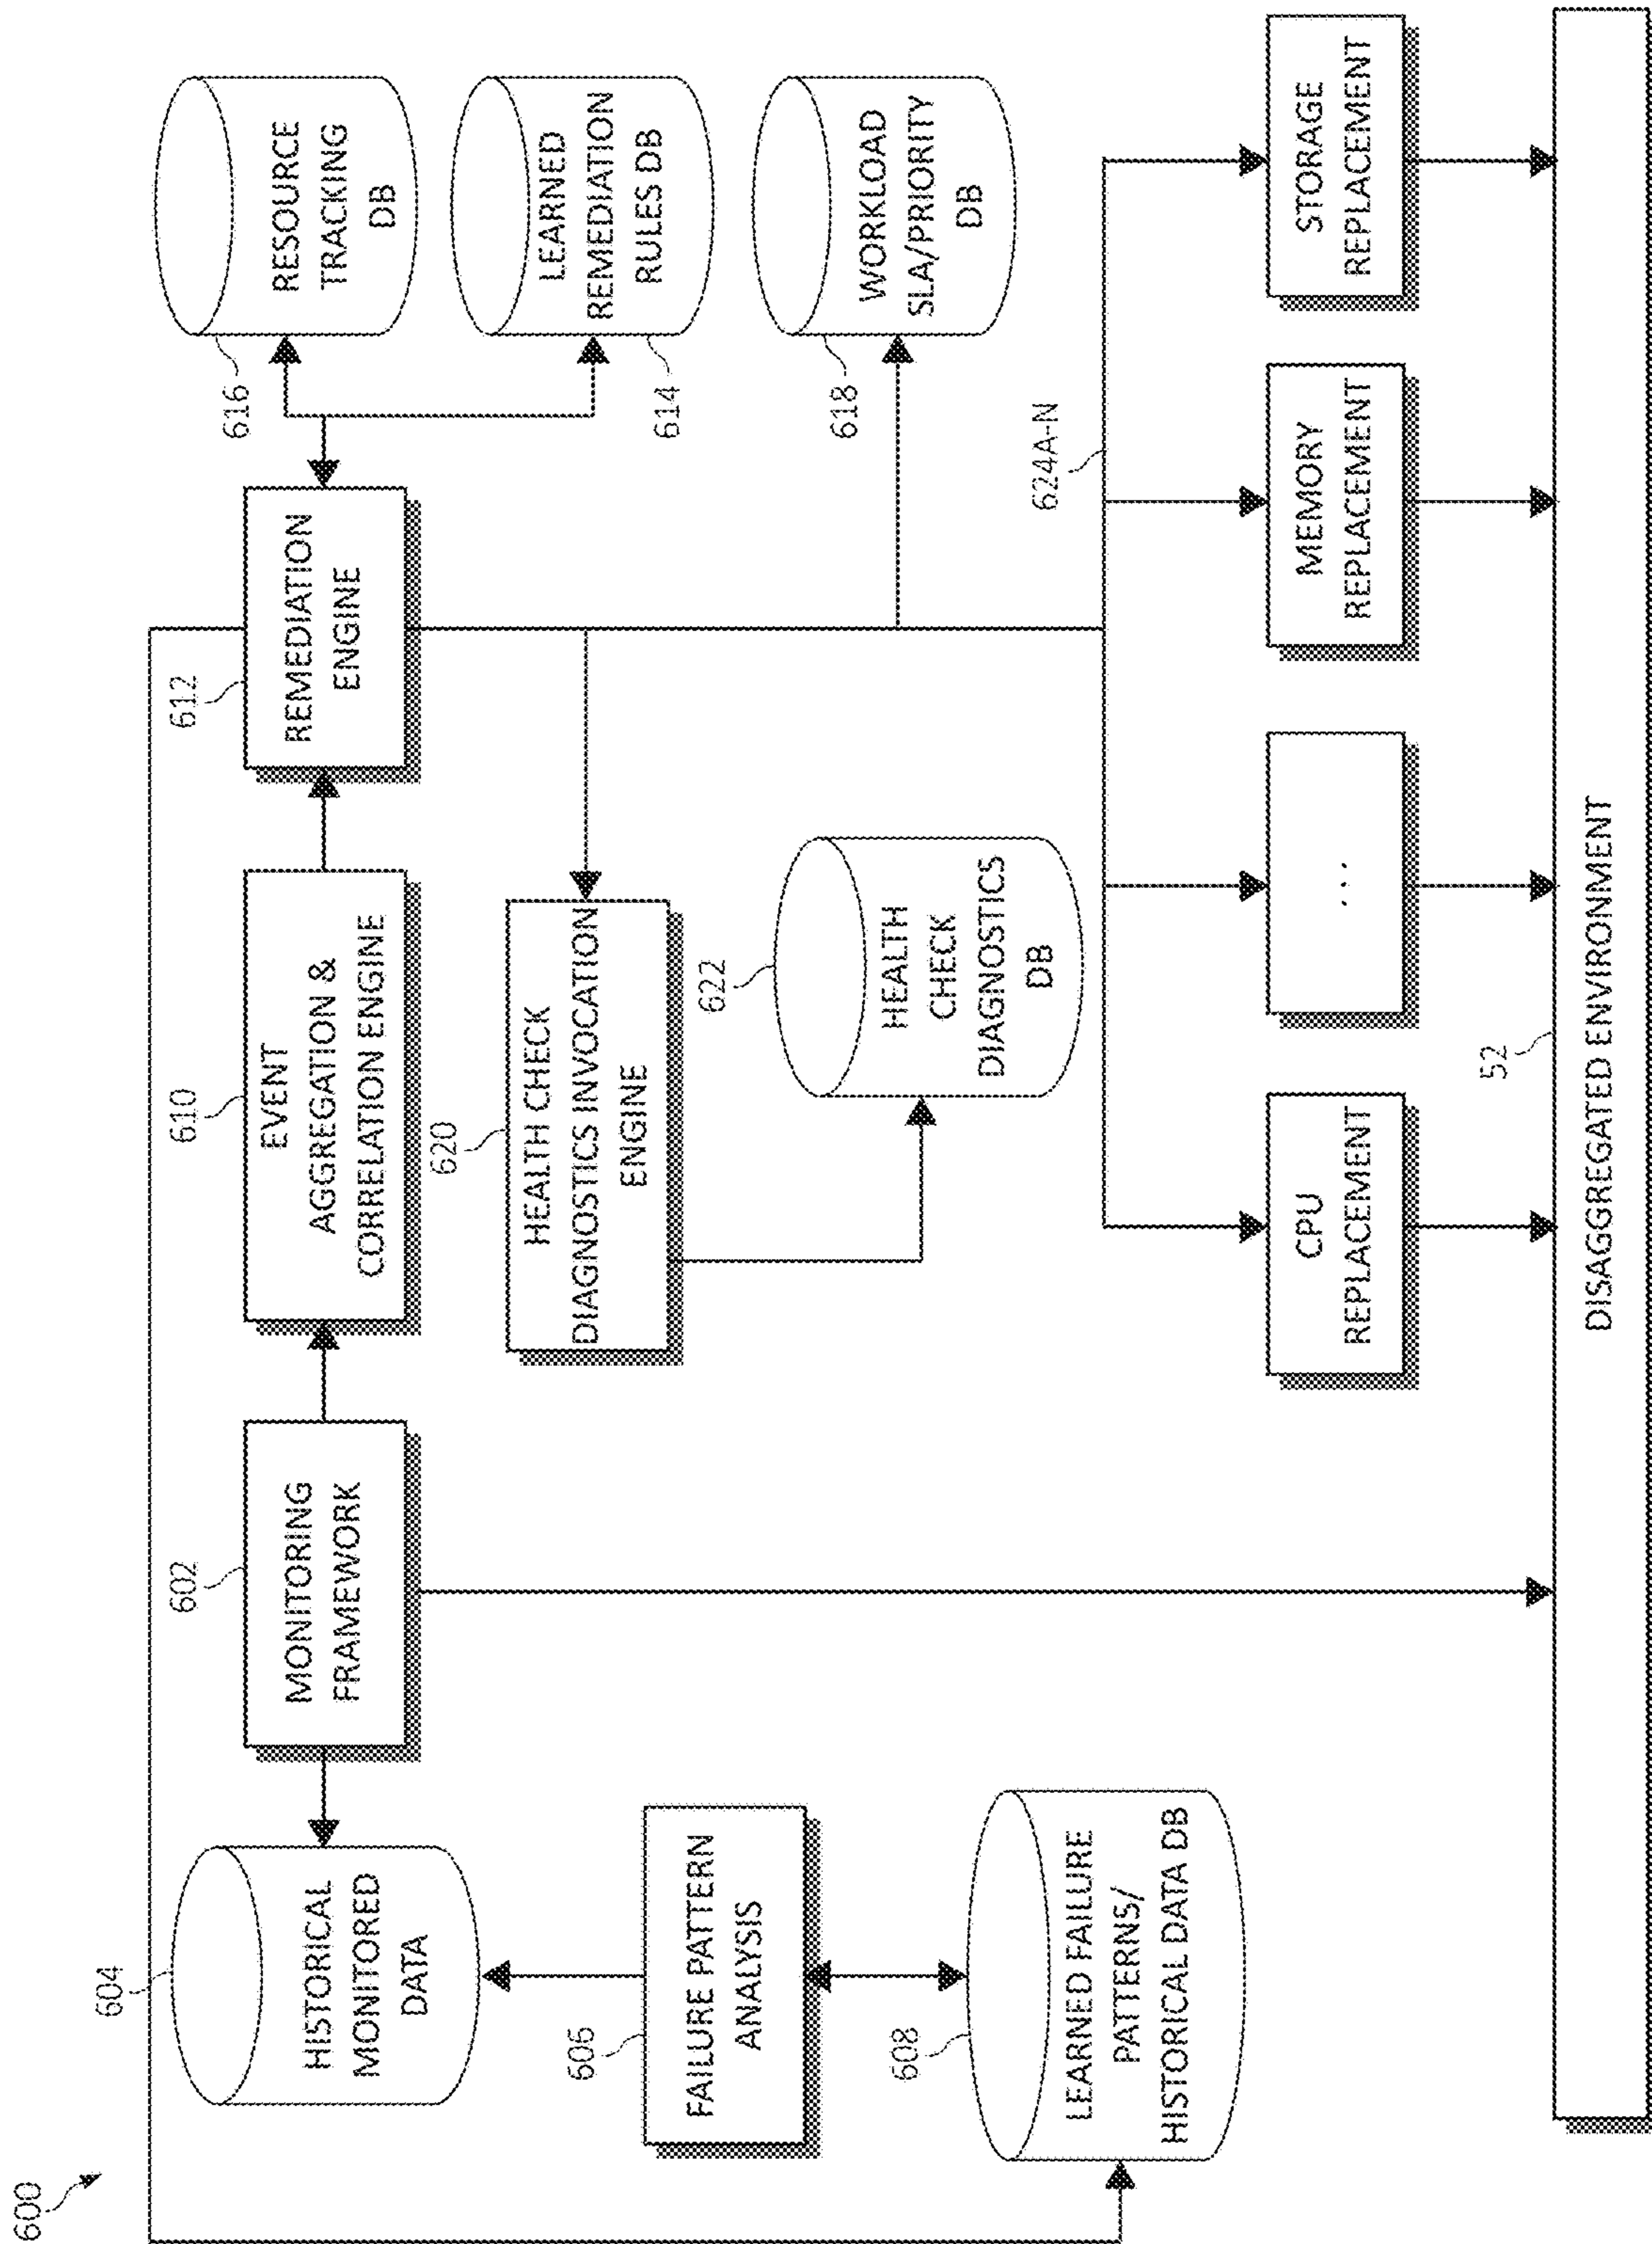 600
604
HISTORICAL
MONITORED
DATA
602
MONITORING
FRAMEWORK
610
EVENT
AGGREGATION &
CORRELATION ENGINE
612
REMEDIATION
ENGINE
616
RESOURCE
TRACKING
DB
614
LEARNED
REMEDIATION
RULES DB
606
FAILURE PATTERN
ANALYSIS
620
HEALTH CHECK
DIAGNOSTICS INVOCATION
ENGINE
618
WORKLOAD
SLA/PRIORITY
DB
608
LEARNED FAILURE
PATTERNS/
HISTORICAL DATA DB
622
HEALTH
CHECK
DIAGNOSTICS
DB
624A-N
CPU
REPLACEMENT
...
MEMORY
REPLACEMENT
STORAGE
REPLACEMENT
52
DISAGGREGATED ENVIRONMENT